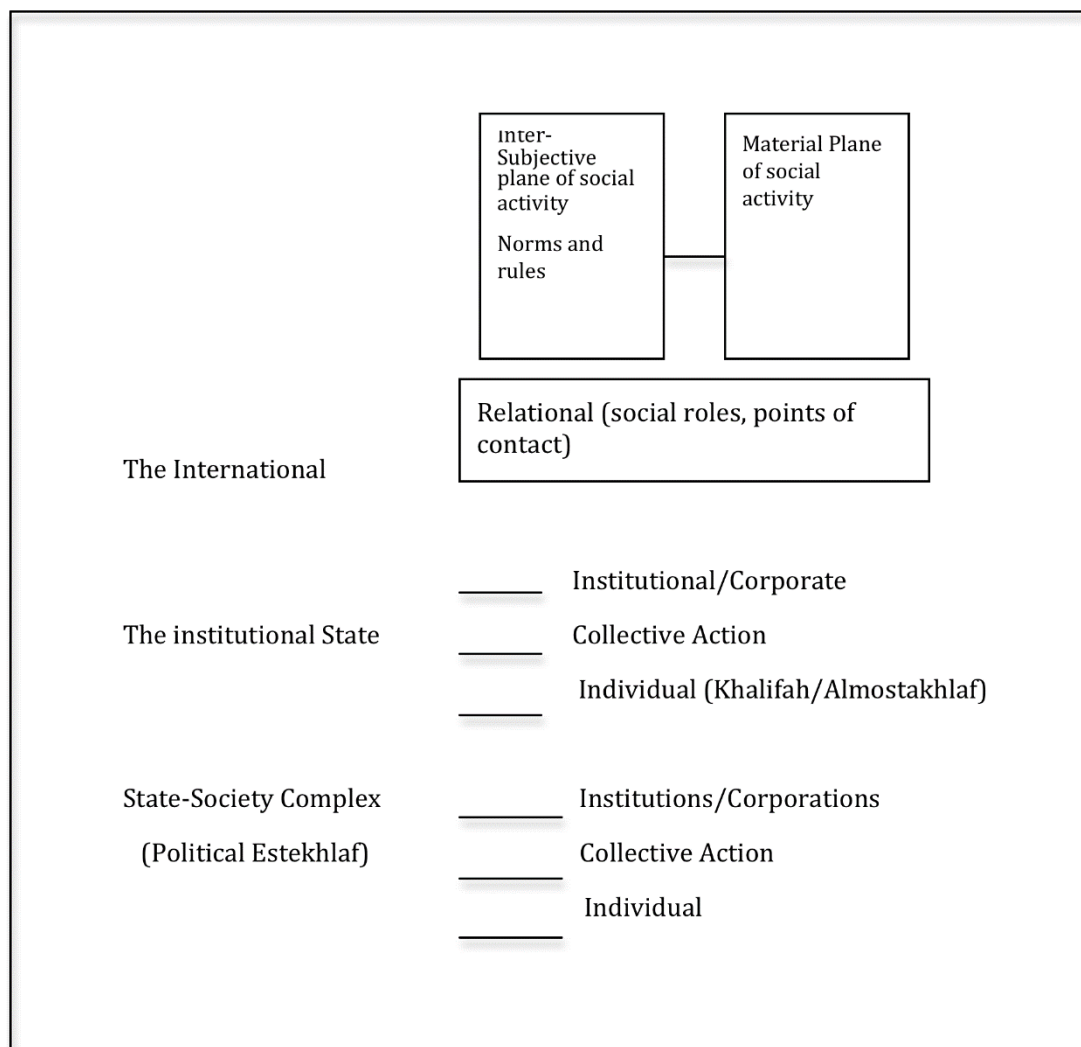 Inter-
Subjective
plane of social
activity
Norms and
rules
Material Plane
of social
activity
Relational (social roles, points of
contact)
The International
Institutional/Corporate
The institutional State
Collective Action
Individual (Khalifah/Almostakhlaf)
State-Society Complex
Institutions/Corporations
(Political Estekhlaf)
Collective Action
Individual